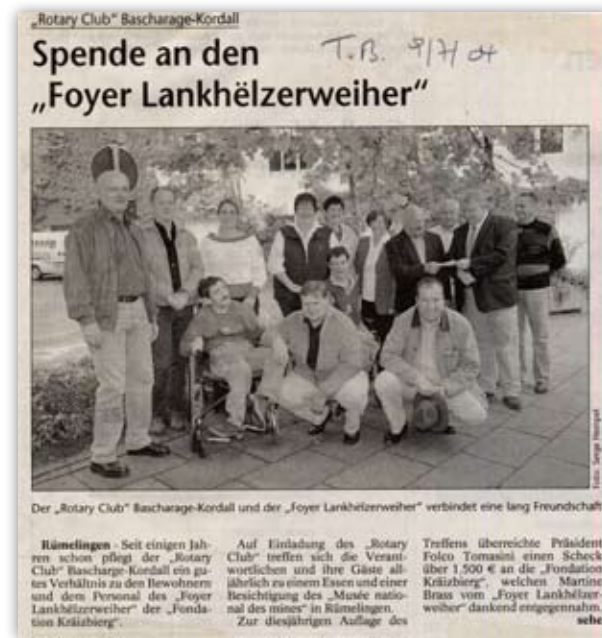 „Rotary Club" Bascharage-Kordall
Spende an den
T.B. 9/7/04
„Foyer Lankhëlzerweiher"
Foto: Serge Hempel
Der „Rotary Club" Bascharage-Kordall und der „Foyer Lankhëlzerweiher" verbindet eine lang Freundschaft
Rümelingen - Seit einigen Jah-
ren schon pflegt der „Rotary
Club" Bascharge-Kordall ein gu-
tes Verhältnis zu den Bewohnern
und dem Personal des „Foyer
Lankhëlzerweiher" der „Fonda-
tion Kräizbierg".
Auf Einladung des „Rotary
Club" treffen sich die Verant-
wortlichen und ihre Gäste all-
jährlich zu einem Essen und einer
Besichtigung des „Musée natio-
nal des mines" in Rümelingen.
Zur diesjährigen Auflage des
Treffens überreichte Präsident
Folco Tomasini einen Scheck
über 1.500 € an die „Fondation
Kräizbierg", welchen Martine
Brass vom „Foyer Lankhëlzer-
weiher" dankend entgegennahm.
sehe